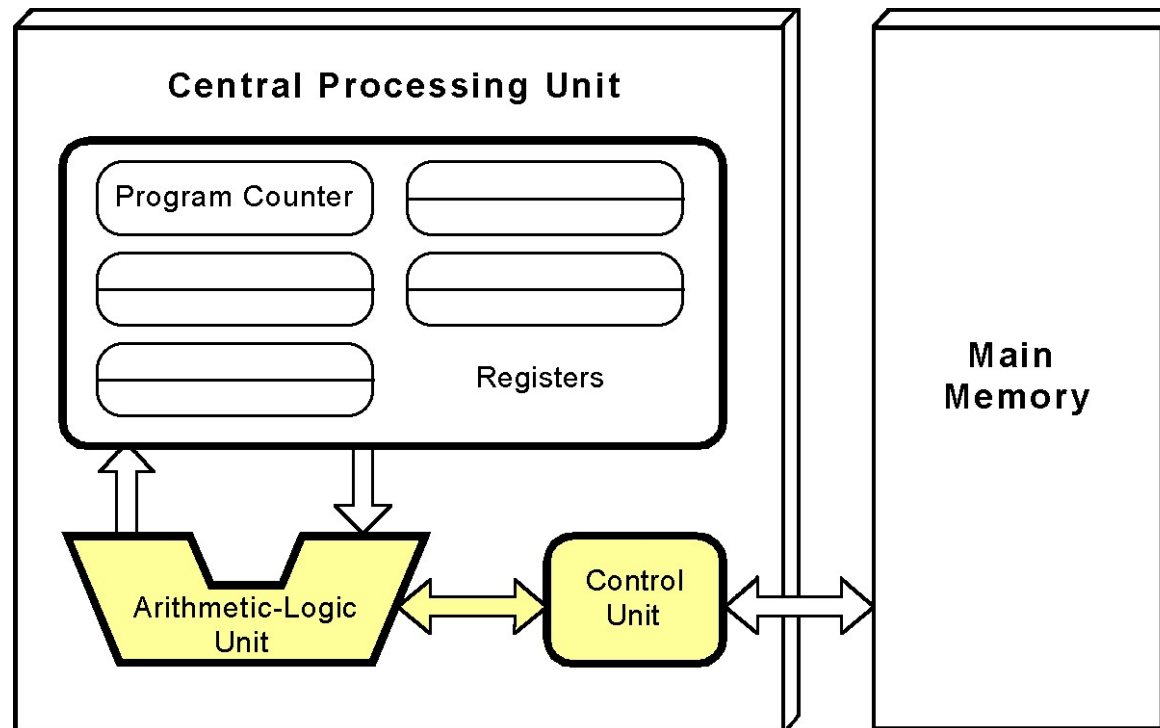 Central Processing Unit
Program Counter
Registers
Arithmetic-Logic
Unit
Control
Unit
Main
Memory